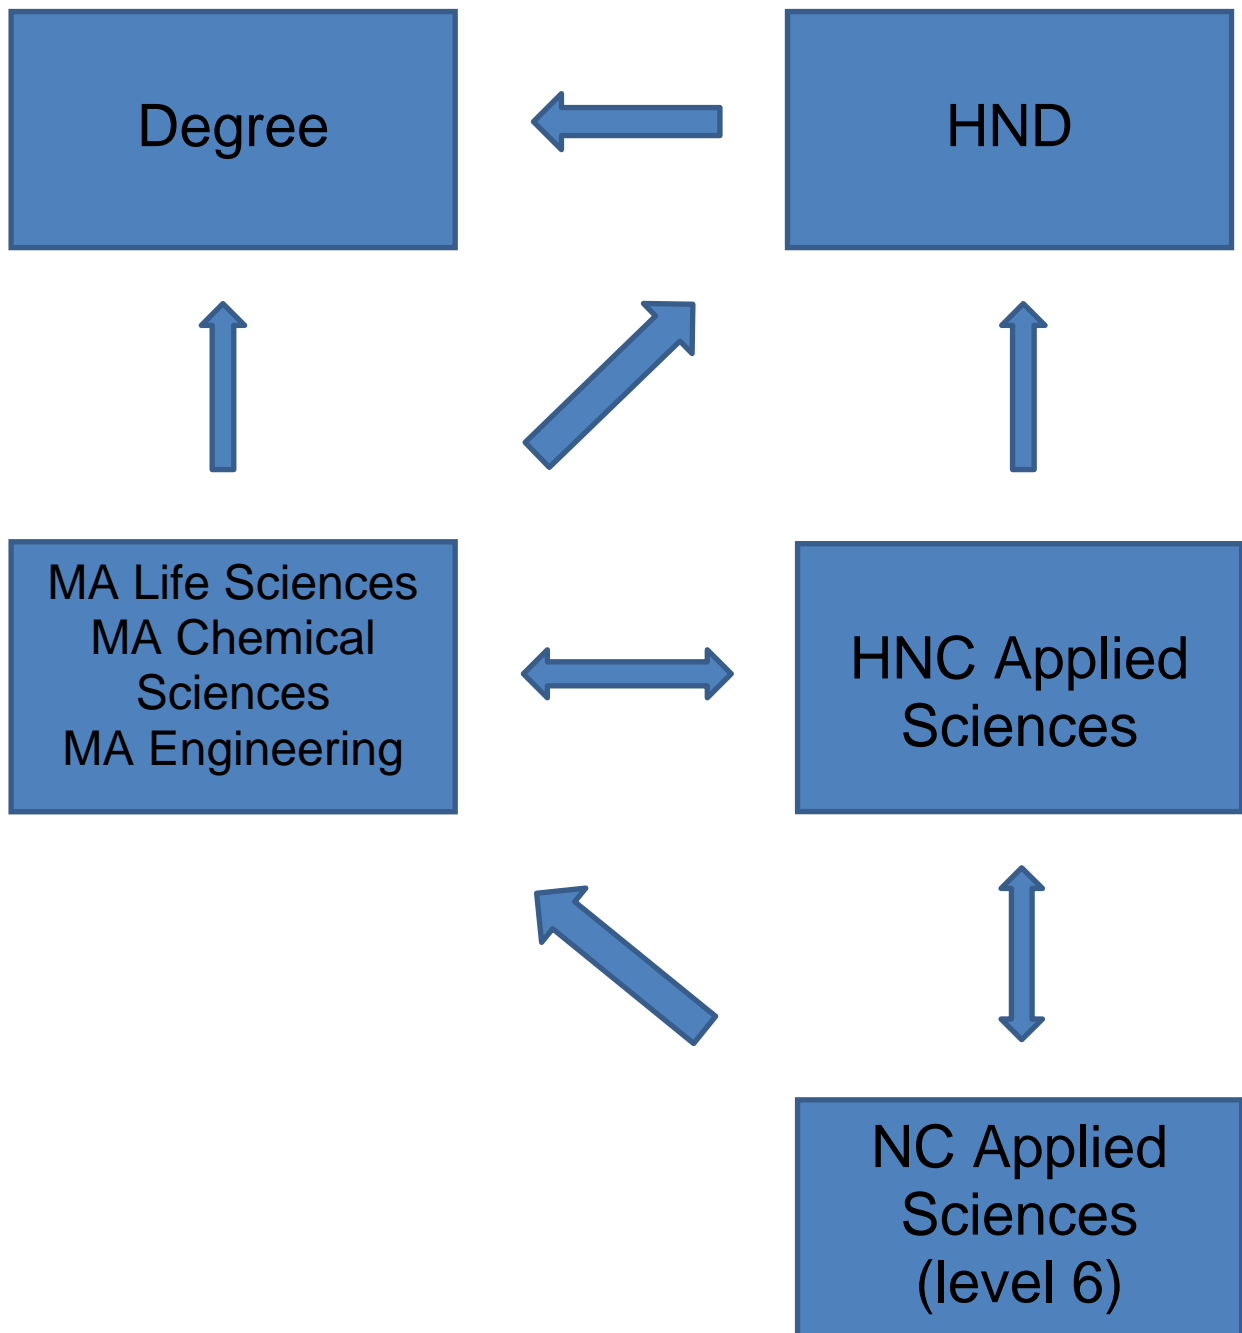 Degree
HND
MA Life Sciences
MA Chemical
Sciences
MA Engineering
HNC Applied
Sciences
NC Applied
Sciences
(level 6)